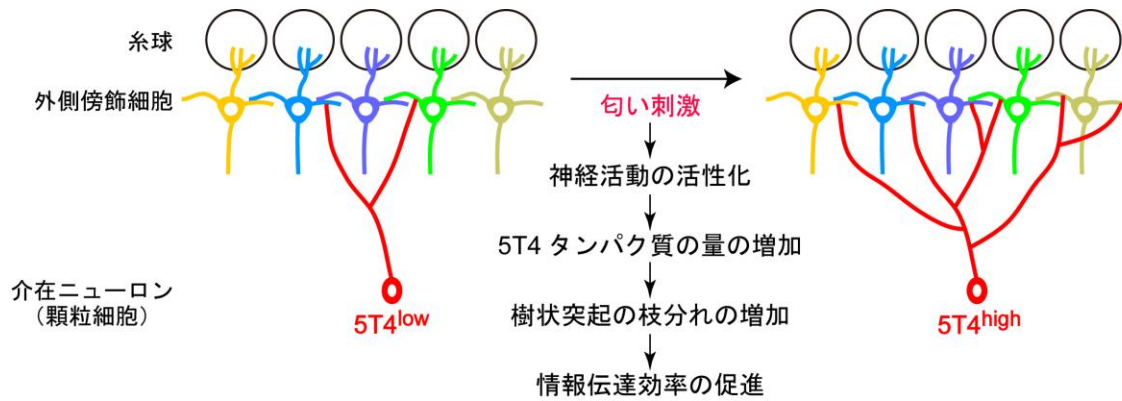 糸球
外側傍飾細胞
匂い刺激
神経活動の活性化
5T4 タンパク質の量の増加
介在ニューロン
（顆粒細胞）
5T4low
樹状突起の枝分れの増加
5T4high
情報伝達効率の促進